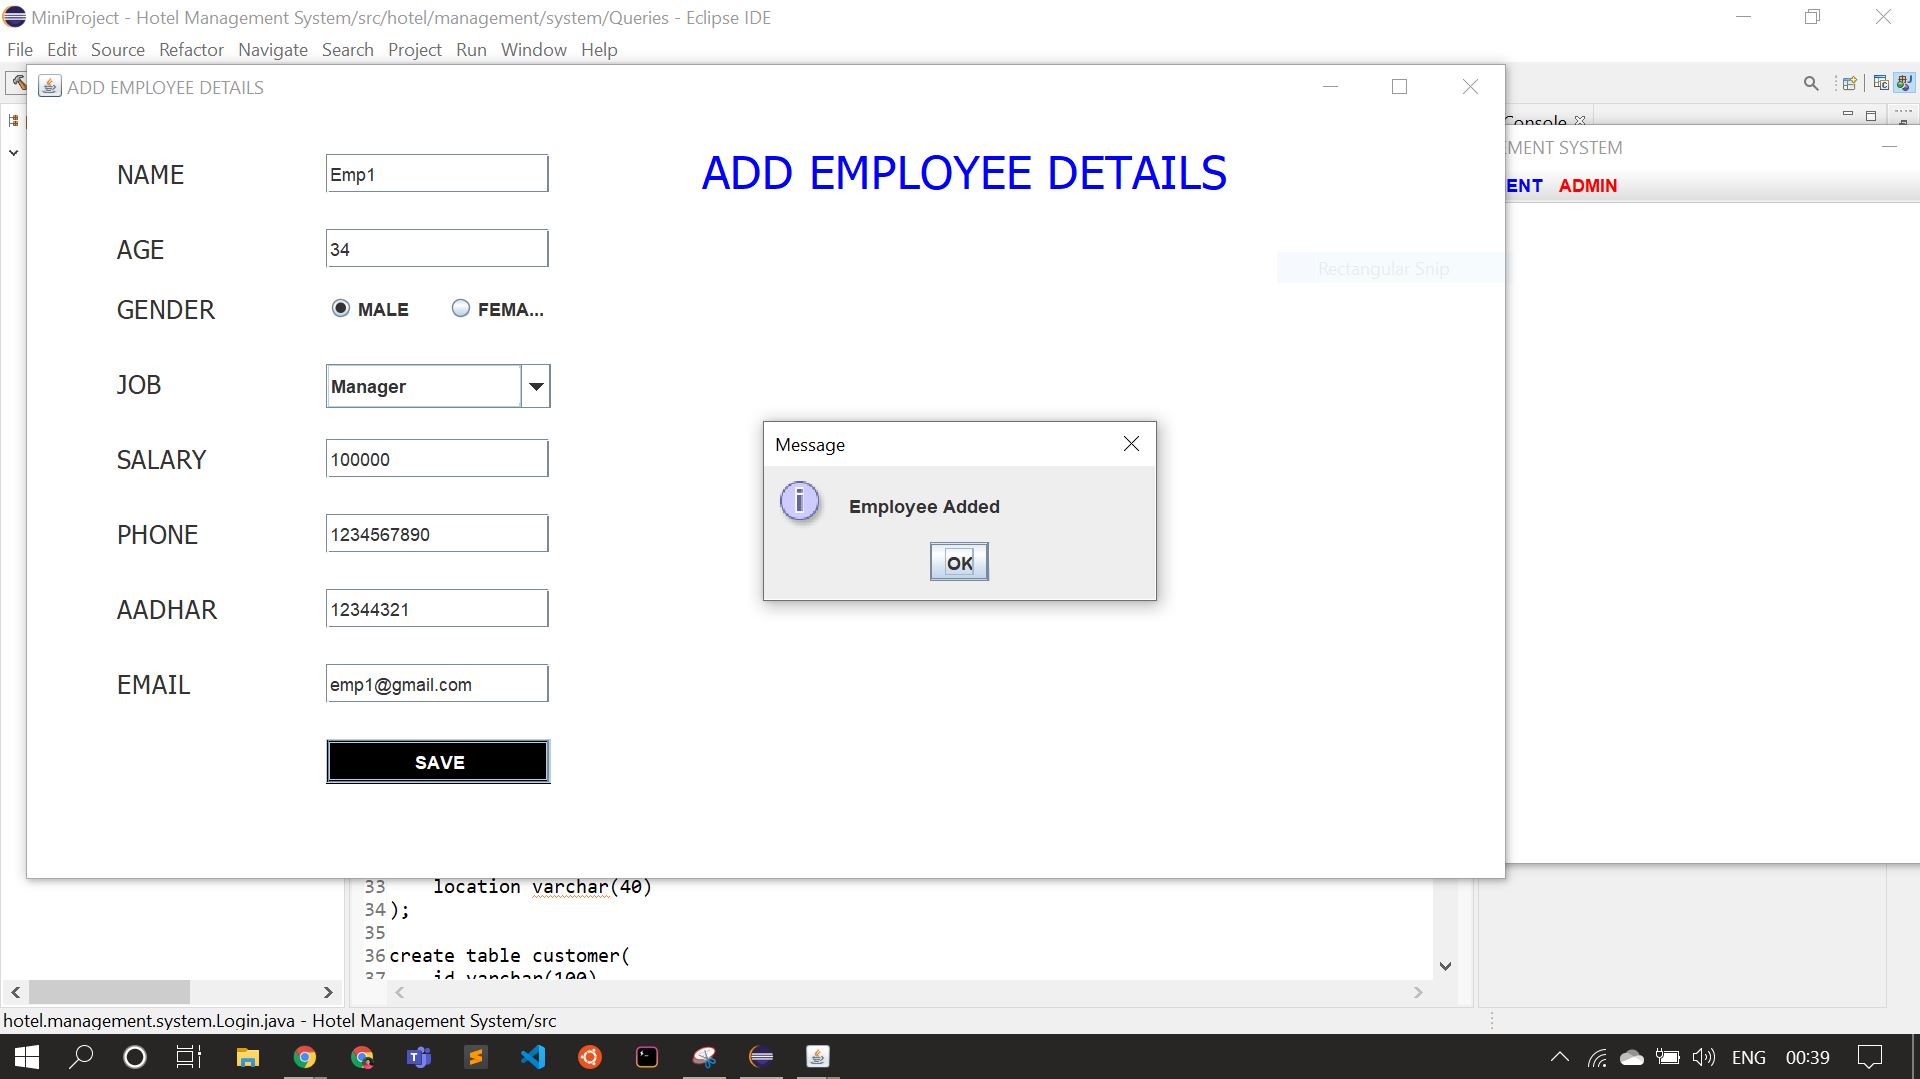 MiniProject - Hotel Management System/src/hotel/management/system/Queries - Eclipse IDE
File Edit Source Refactor Navigate Search Project Run Window Help
ADD EMPLOYEE DETAILS
Console
MENT SYSTEM
ENT ADMIN
ADD EMPLOYEE DETAILS
NAME Emp1
AGE 34
Rectangular Snip
GENDER MALE FEMA...
JOB Manager
SALARY 100000
Message
Employee Added
OK
PHONE 1234567890
AADHAR 12344321
EMAIL emp1@gmail.com
SAVE
33 location varchar(40)
34 );
35
36 create table customer(
37 id varchar(100)
hotel.management.system.Login.java - Hotel Management System/src
ENG 00:39